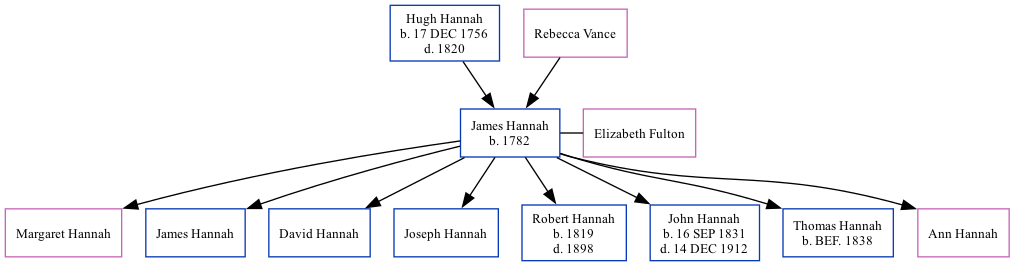 Hugh Hannah
b. 17 DEC 1756
d. 1820
Rebecca Vance
James Hannah
b. 1782
Elizabeth Fulton
Margaret Hannah
James Hannah
David Hannah
Joseph Hannah
Robert Hannah
b. 1819
d. 1898
John Hannah
b. 16 SEP 1831
d. 14 DEC 1912
Thomas Hannah
b. BEF. 1838
Ann Hannah